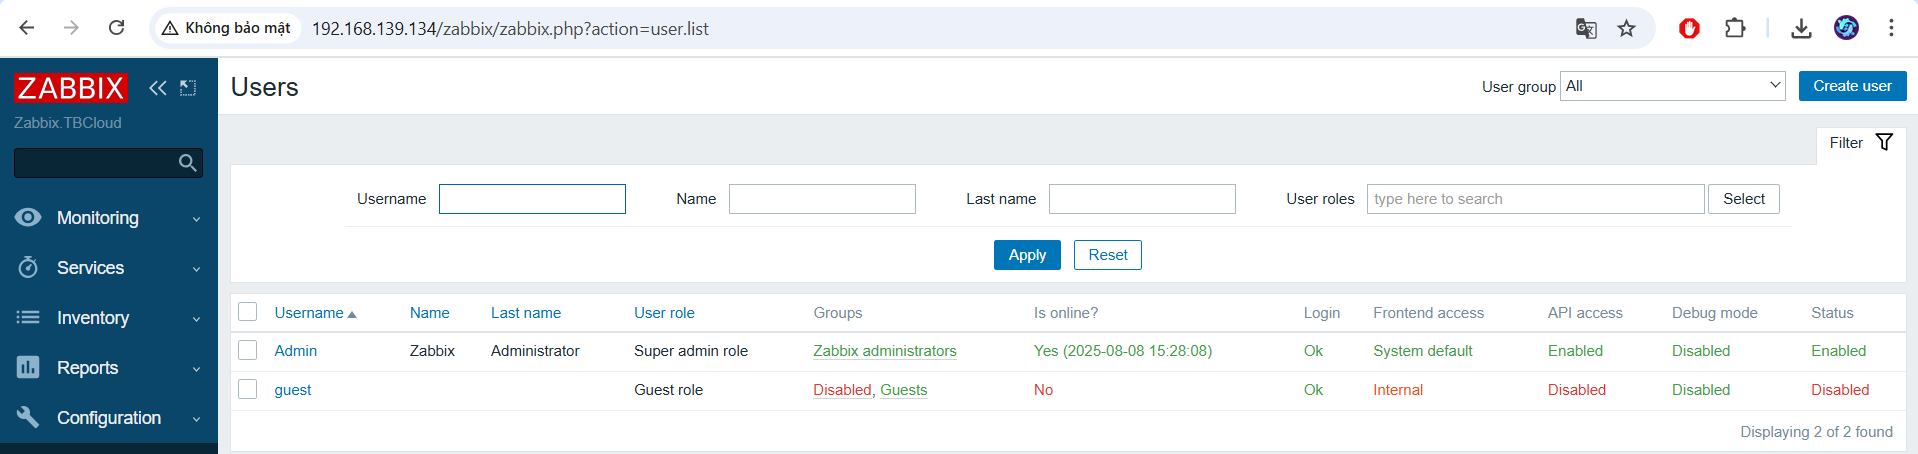 Không bảo mật 192.168.139.134/zabbix/zabbix.php?action=user.list
ZABBIX
Zabbix.TBCloud
Monitoring
Services
Inventory
Reports
Configuration
Users
User group All Create user
Filter
Username Name Last name User roles type here to search Select
Apply Reset
Username Name Last name User role Groups Is online? Login Frontend access API access Debug mode Status
Admin Zabbix Administrator Super admin role Zabbix administrators Yes (2025-08-08 15:28:08) Ok System default Enabled Disabled Enabled
guest Guest role Disabled, Guests No Ok Internal Disabled Disabled Disabled
Displaying 2 of 2 found